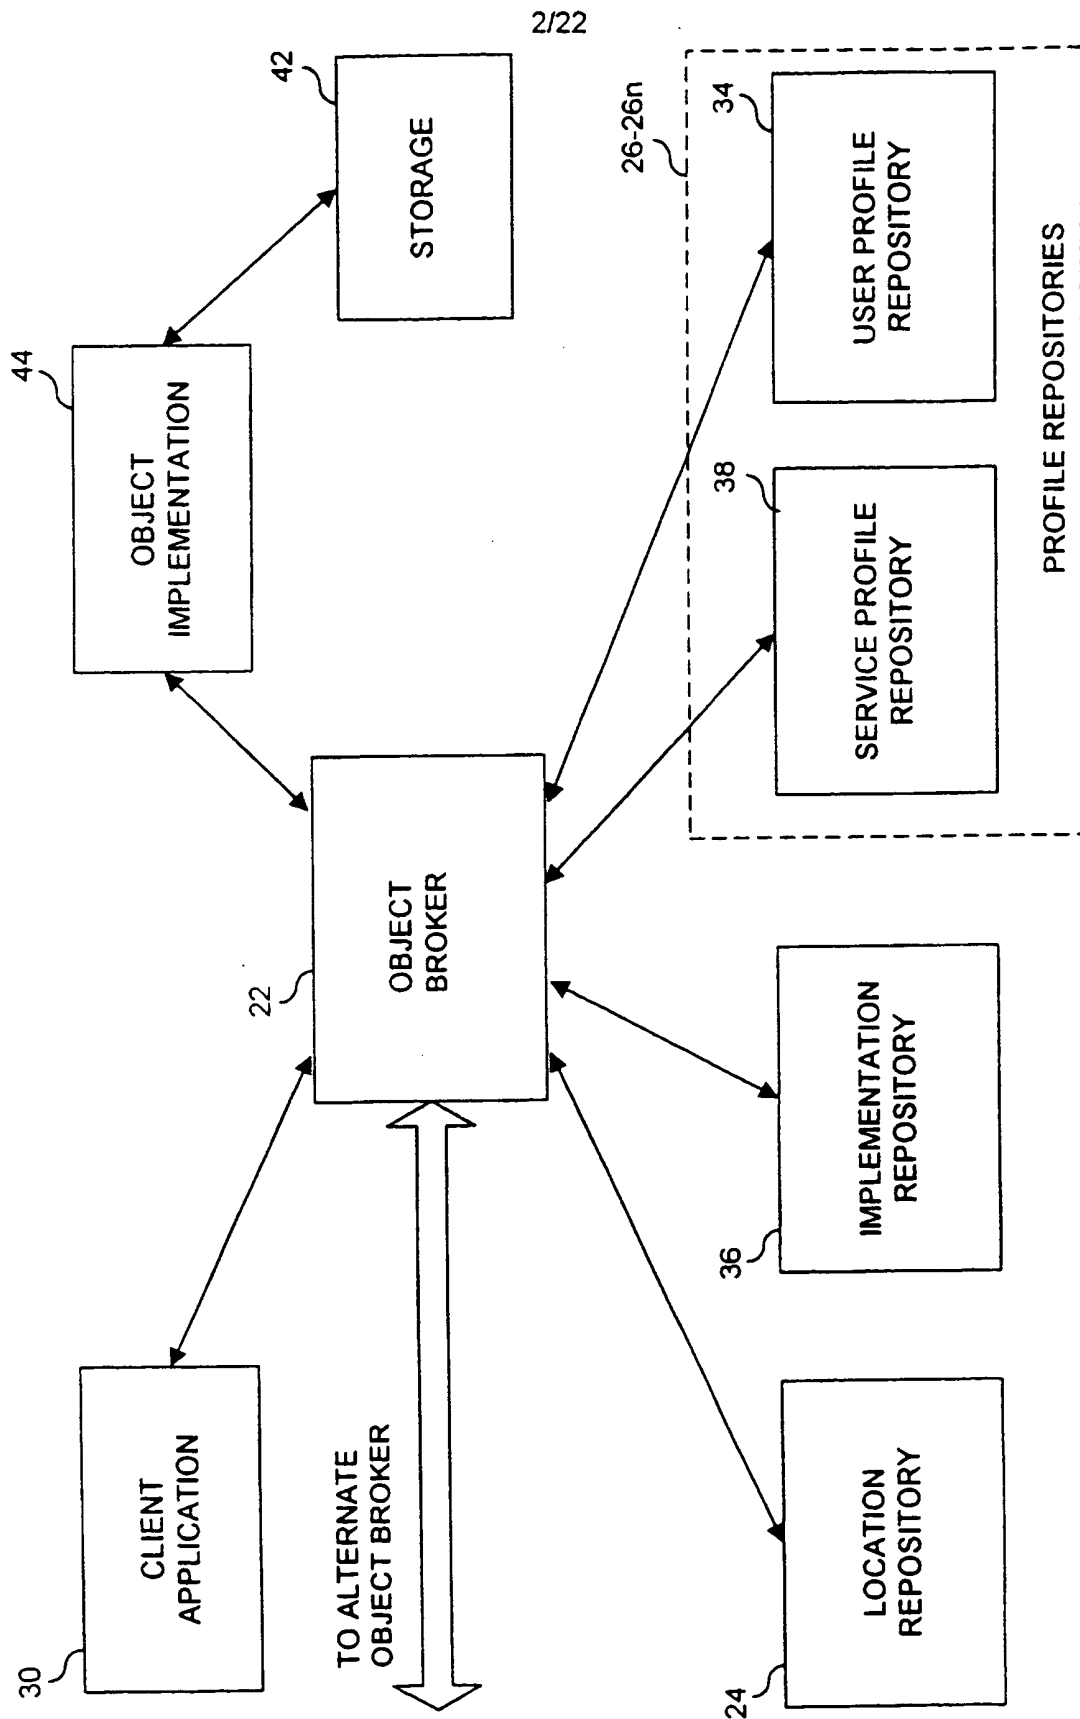 2/22
30
CLIENT
APPLICATION
44
OBJECT
IMPLEMENTATION
42
STORAGE
22
OBJECT
BROKER
TO ALTERNATE
OBJECT BROKER
26-26n
24
LOCATION
REPOSITORY
36
IMPLEMENTATION
REPOSITORY
38
SERVICE PROFILE
REPOSITORY
34
USER PROFILE
REPOSITORY
PROFILE REPOSITORIES